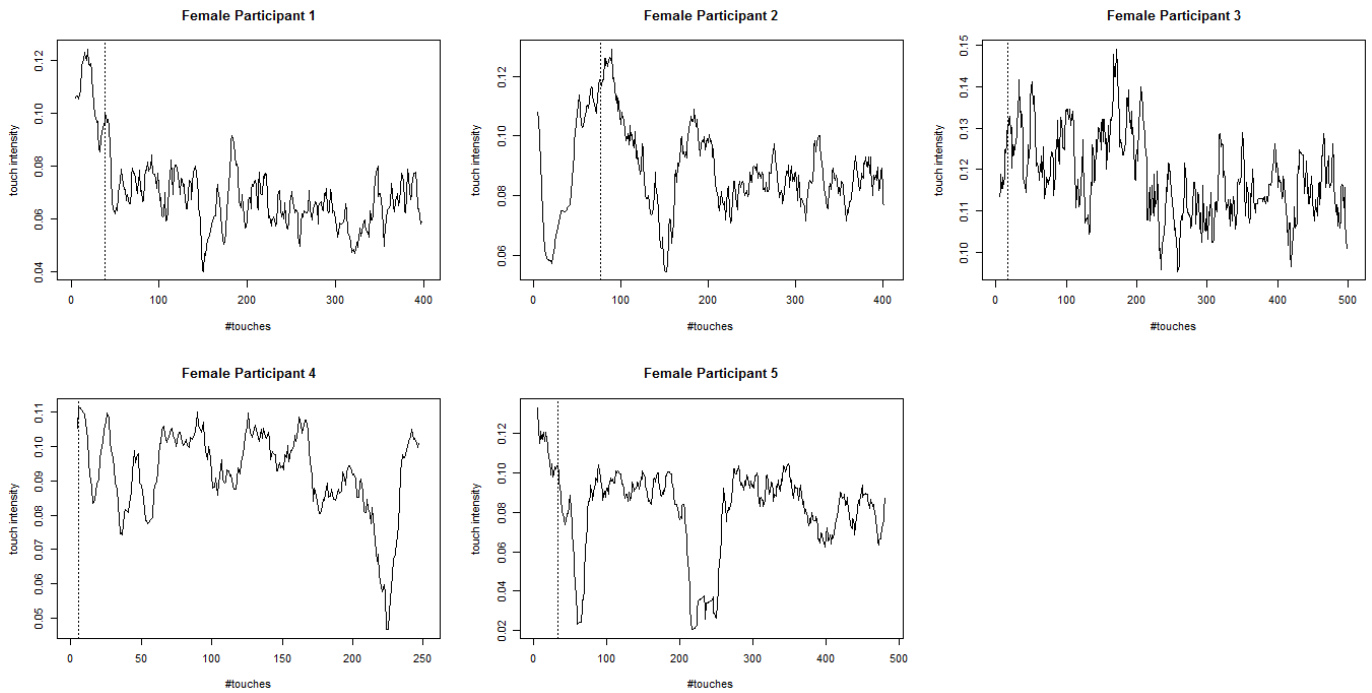 Female Participant 1
touch intensity
0.04 0.06 0.08 0.10 0.12
0 100 200 300 400
#touches
Female Participant 2
touch intensity
0.06 0.08 0.10 0.12
0 100 200 300 400
#touches
Female Participant 3
touch intensity
0.10 0.11 0.12 0.13 0.14 0.15
0 100 200 300 400 500
#touches
Female Participant 4
touch intensity
0.05 0.06 0.07 0.08 0.09 0.10 0.11
0 50 100 150 200 250
#touches
Female Participant 5
touch intensity
0.02 0.04 0.06 0.08 0.10 0.12
0 100 200 300 400 500
#touches